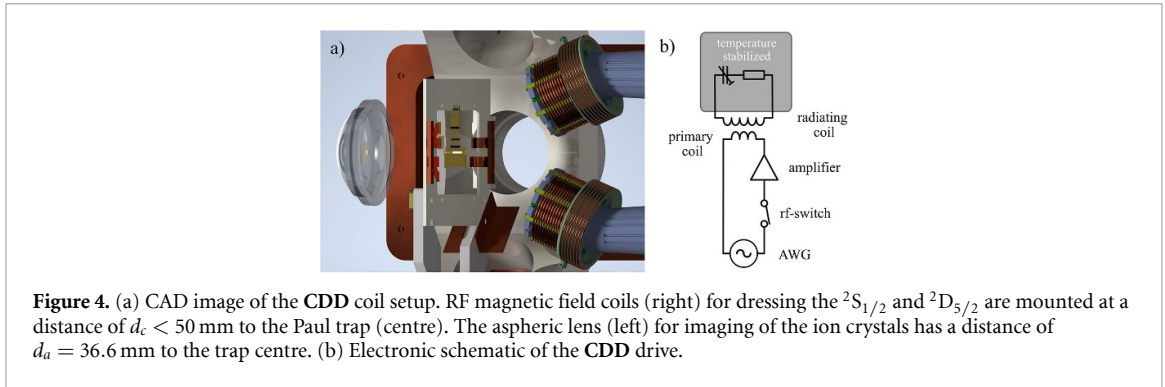 a)
b)
temperature
stabilized
radiating
coil
primary
coil
amplifier
rf-switch
AWG
Figure 4. (a) CAD image of the CDD coil setup. RF magnetic field coils (right) for dressing the ²S₁/₂ and ²D₅/₂ are mounted at a
distance of d_c < 50 mm to the Paul trap (centre). The aspheric lens (left) for imaging of the ion crystals has a distance of
d_a = 36.6 mm to the trap centre. (b) Electronic schematic of the CDD drive.